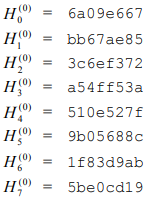 H₀⁽⁰⁾ = 6a09e667
H₁⁽⁰⁾ = bb67ae85
H₂⁽⁰⁾ = 3c6ef372
H₃⁽⁰⁾ = a54ff53a
H₄⁽⁰⁾ = 510e527f
H₅⁽⁰⁾ = 9b05688c
H₆⁽⁰⁾ = 1f83d9ab
H₇⁽⁰⁾ = 5be0cd19